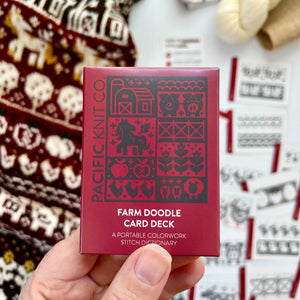 PACIFIC KNIT CO.
FARM DOODLE
CARD DECK
A PORTABLE COLORWORK
STITCH DICTIONARY